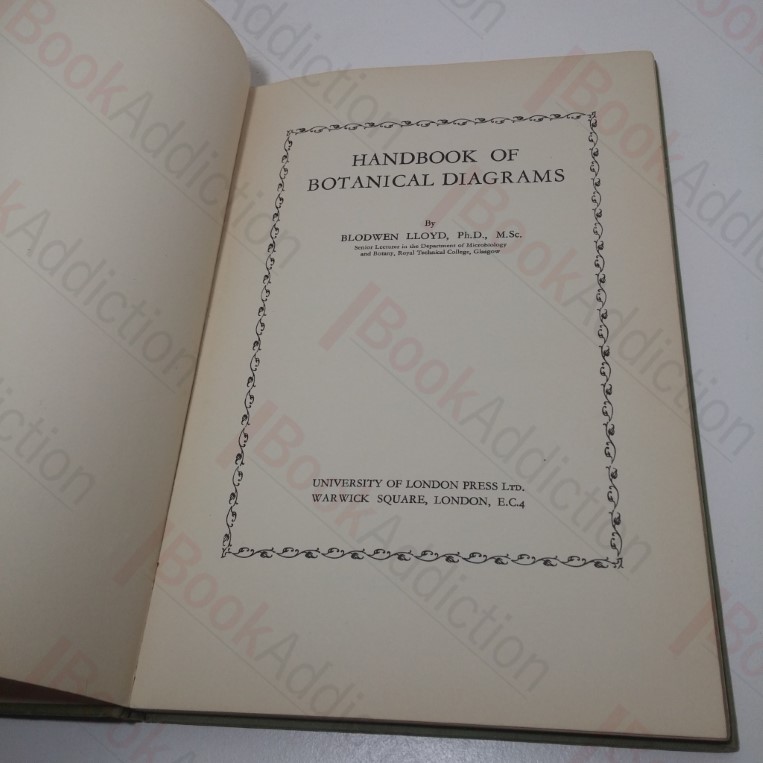 HANDBOOK OF
BOTANICAL DIAGRAMS
By
BLODWEN LLOYD, Ph.D., M.Sc.
Senior Lecturer in the Department of Microbiology
and Botany, Royal Technical College, Glasgow
UNIVERSITY OF LONDON PRESS LTD.
WARWICK SQUARE, LONDON, E.C.4
BookAddiction